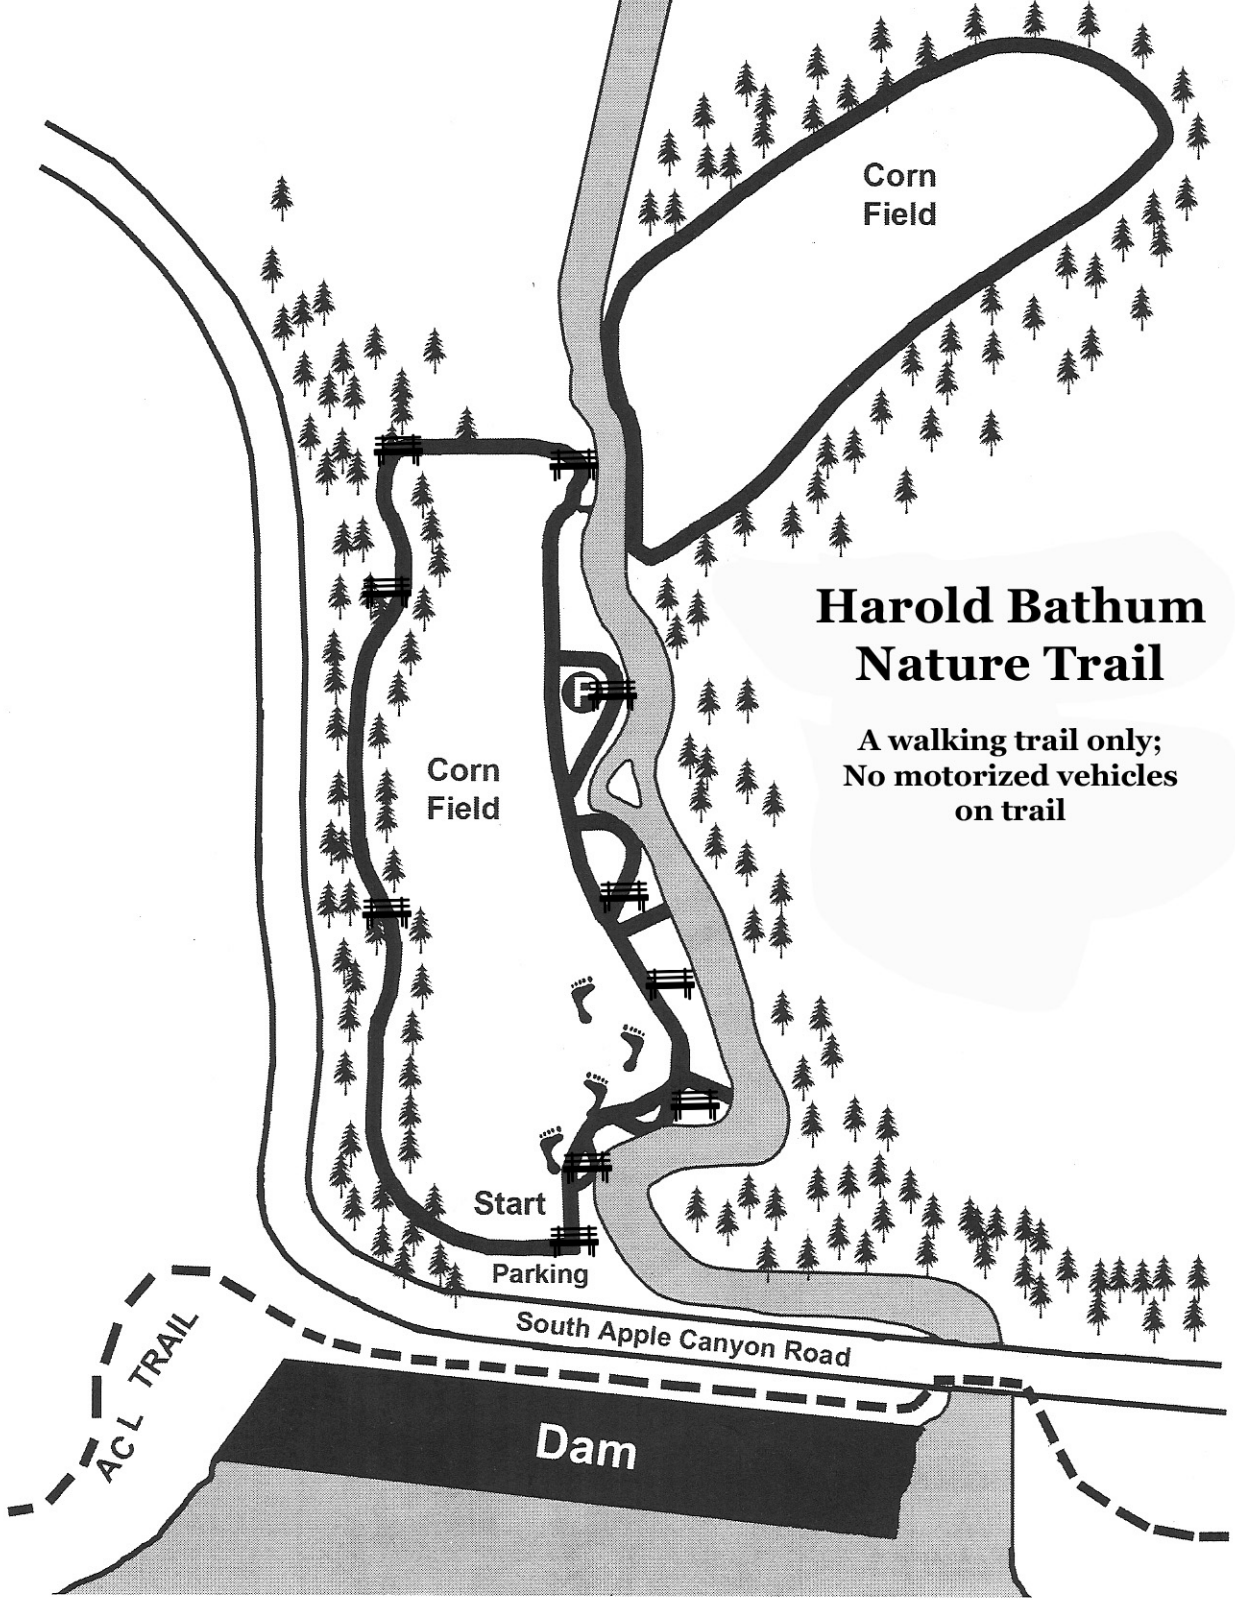 Corn
Field
Harold Bathum
Nature Trail
A walking trail only;
No motorized vehicles
on trail
P
Corn
Field
Start
Parking
South Apple Canyon Road
ACL TRAIL
Dam